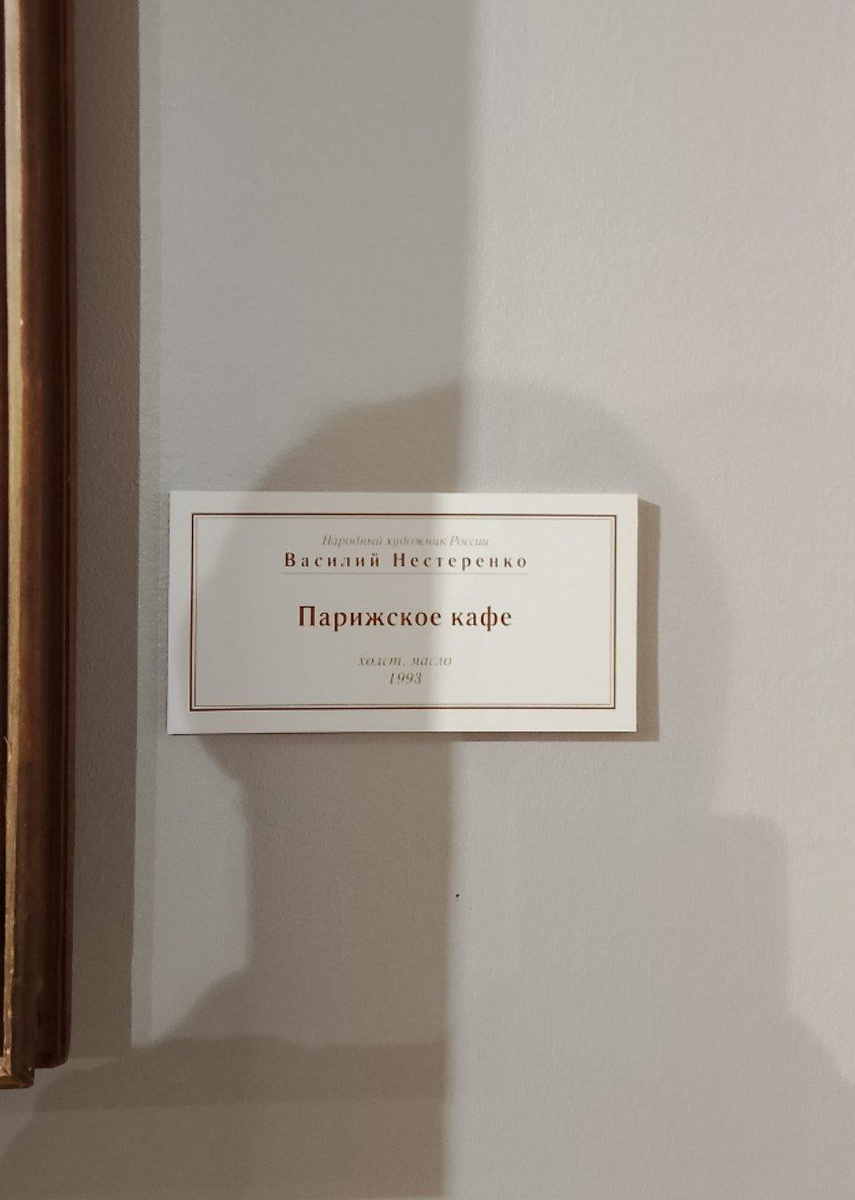 Народный художник России
Василий Нестеренко
Парижское кафе
холст, масло
1993